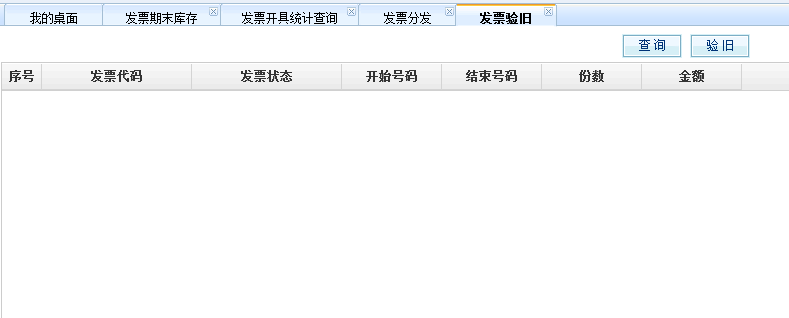 我的桌面 发票期末库存 发票开具统计查询 发票分发 发票验旧
查 询 验 旧
序号 发票代码 发票状态 开始号码 结束号码 份数 金额